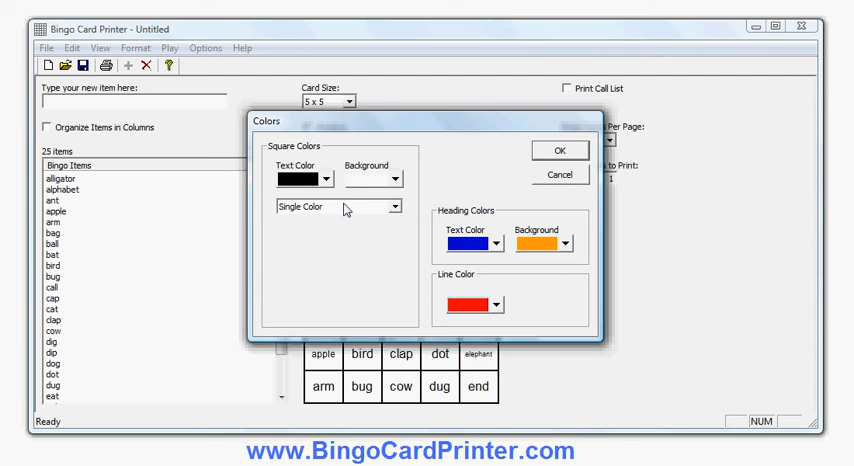 Bingo Card Printer - Untitled
File Edit View Format Play Options Help
Type your new item here:
Card Size:
5 x 5
Print Call List
Organize Items in Columns
Per Page:
25 items
to Print:
1
Bingo Items
alligator
alphabet
ant
apple
arm
bag
ball
bat
bird
bug
call
cap
cat
clap
cow
dig
dip
dog
dot
dug
eat
Colors
Square Colors
Text Color Background
Single Color
OK
Cancel
Heading Colors
Text Color Background
Line Color
apple bird clap dot elephant
arm bug cow dug end
Ready
NUM
www.BingoCardPrinter.com